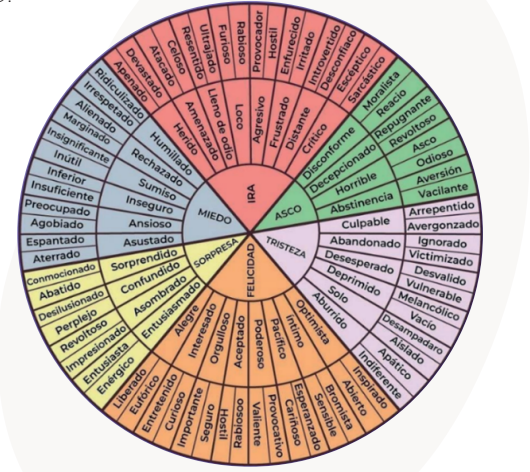 IRA
ASCO
TRISTEZA
FELICIDAD
SORPRESA
MIEDO
Herido
Amenazado
Lleno de odio
Loco
Agresivo
Frustrado
Distante
Crítico
Disconforme
Decepcionado
Horrible
Abstinencia
Culpable
Abandonado
Desesperado
Deprimido
Solo
Aburrido
Optimista
intimo
Pacífico
Poderoso
Aceptado
Orgulloso
Interesado
Alegre
Entusiasmado
Asombrado
Confundido
Sorprendido
Asustado
Ansioso
Inseguro
Sumiso
Rechazado
Humillado
Apenado
Devastado
Atacado
Celoso
Resentido
Ultrajado
Furioso
Rabioso
Provocador
Hostil
Enfurecido
Irritado
Introvertido
Desconfiado
Escéptico
Sarcástico
Moralista
Reacio
Repugnante
Revoltoso
Asco
Odioso
Aversión
Vacilante
Arrepentido
Avergonzado
Ignorado
Victimizado
Desvalido
Vulnerable
Melancólico
Vacío
Desamparado
Aislado
Apático
Indiferente
Inspirado
Abierto
Bromista
Sensible
Esperanzado
Cariñoso
Provocativo
Valiente
Rabiosoo
Hostil
Seguro
Importante
Curioso
Entretenido
Eufórico
Liberado
Enérgico
Entusiasta
Impresionado
Revoltoso
Perplejo
Desilusionado
Abatido
Conmocionado
Aterrado
Espantado
Agobiado
Preocupado
Insuficiente
Inferior
Inútil
Insignificante
Marginado
Alienado
Irrespetado
Ridiculizado